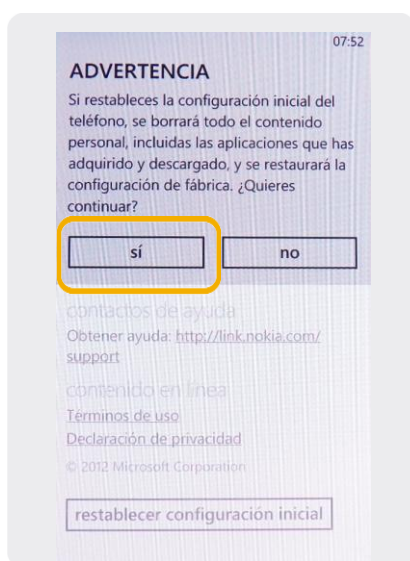 07:52
ADVERTENCIA
Si restableces la configuración inicial del
teléfono, se borrará todo el contenido
personal, incluidas las aplicaciones que has
adquirido y descargado, y se restaurará la
configuración de fábrica. ¿Quieres
continuar?
sí no
contactos de ayuda
Obtener ayuda: http://link.nokia.com/
support
contenido en línea
Términos de uso
Declaración de privacidad
© 2012 Microsoft Corporation
restablecer configuración inicial